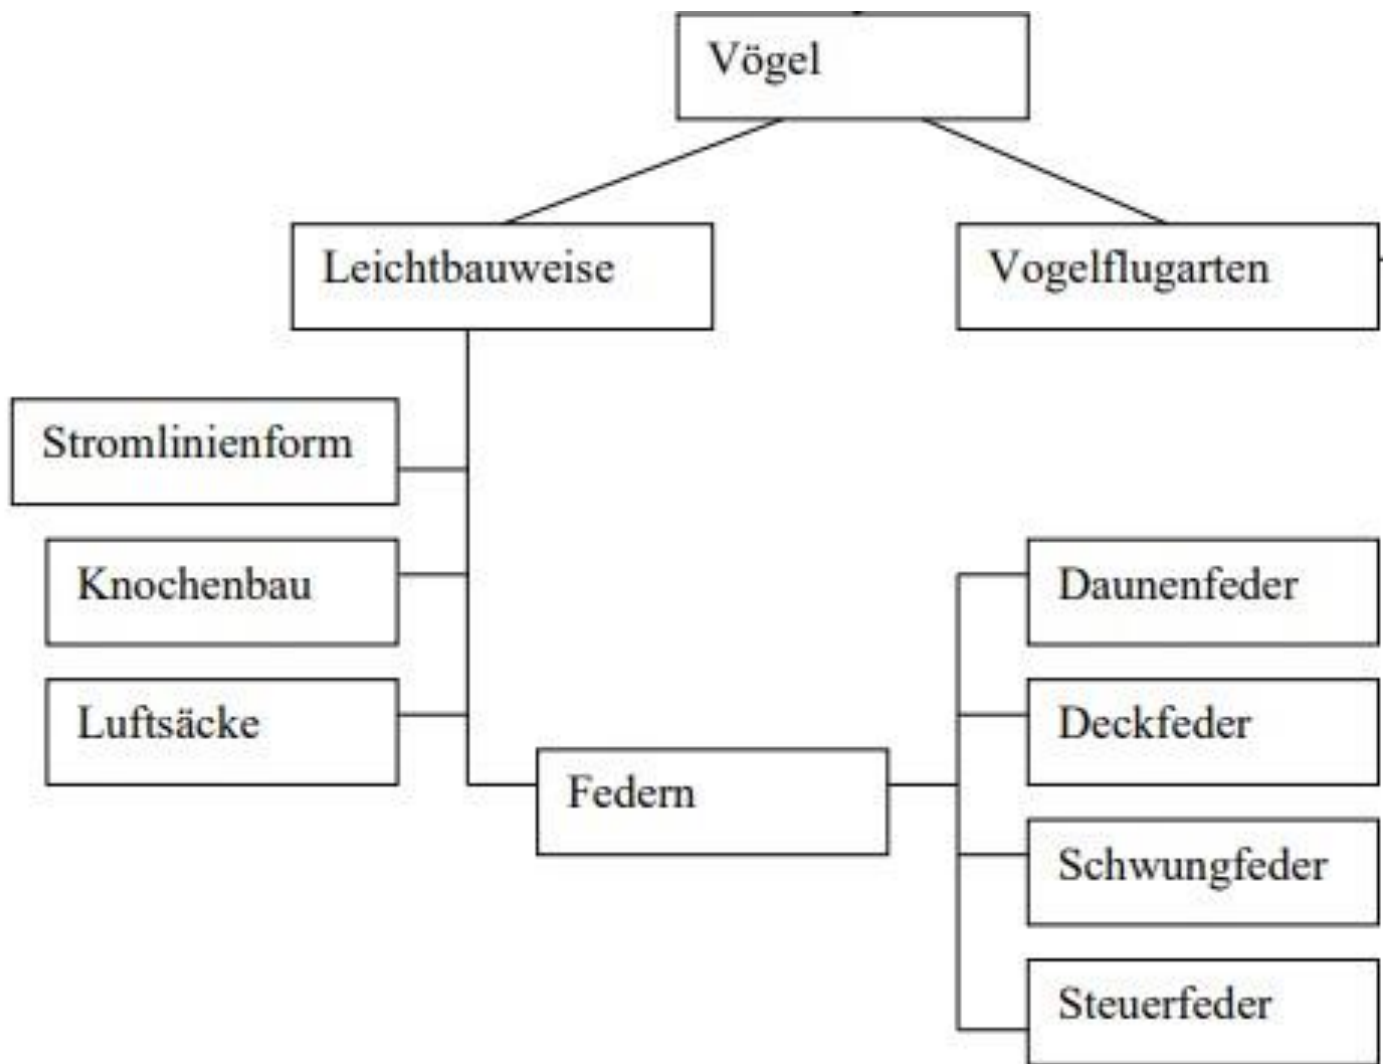 Vögel
Leichtbauweise
Vogelflugarten
Stromlinienform
Knochenbau
Daunenfeder
Luftsäcke
Deckfeder
Federn
Schwungfeder
Steuerfeder